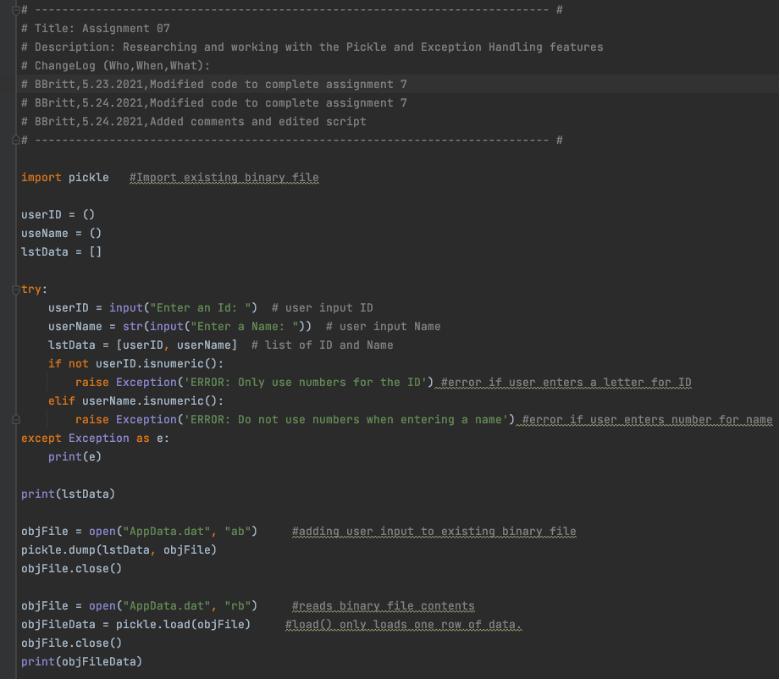 # ---------------------------------------------------------------------------- #
# Title: Assignment 07
# Description: Researching and working with the Pickle and Exception Handling features
# ChangeLog (Who,When,What):
# BBritt,5.23.2021,Modified code to complete assignment 7
# BBritt,5.24.2021,Modified code to complete assignment 7
# BBritt,5.24.2021,Added comments and edited script
# ---------------------------------------------------------------------------- #
import pickle   #Import existing binary file
userID = ()
useName = ()
lstData = []
try:
    userID = input("Enter an Id: ")  # user input ID
    userName = str(input("Enter a Name: "))  # user input Name
    lstData = [userID, userName]  # list of ID and Name
    if not userID.isnumeric():
        raise Exception('ERROR: Only use numbers for the ID') #error if user enters a letter for ID
    elif userName.isnumeric():
        raise Exception('ERROR: Do not use numbers when entering a name') #error if user enters number for name
except Exception as e:
    print(e)
print(lstData)
objFile = open("AppData.dat", "ab")     #adding user input to existing binary file
pickle.dump(lstData, objFile)
objFile.close()
objFile = open("AppData.dat", "rb")     #reads binary file contents
objFileData = pickle.load(objFile)     #load() only loads one row of data.
objFile.close()
print(objFileData)